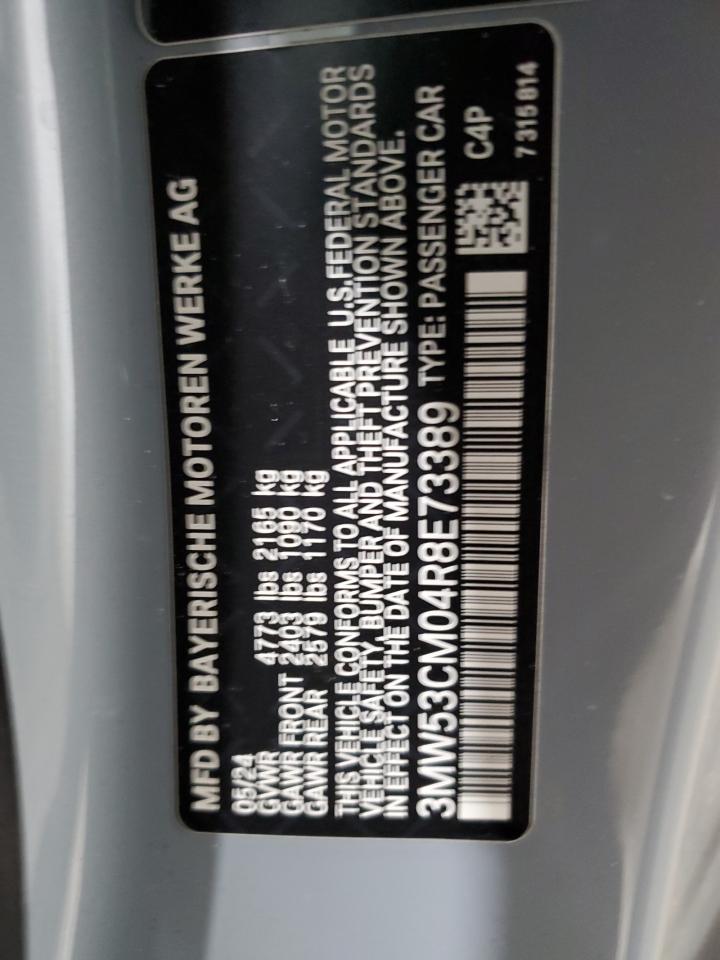 MFD BY BAYERISCHE MOTOREN WERKE AG
05/24
GVWR 4773 lbs 2165 kg
GAWR FRONT 2403 lbs 1090 kg
GAWR REAR 2579 lbs 1170 kg
THIS VEHICLE CONFORMS TO ALL APPLICABLE U.S.FEDERAL MOTOR
VEHICLE SAFETY, BUMPER AND THEFT PREVENTION STANDARDS
IN EFFECT ON THE DATE OF MANUFACTURE SHOWN ABOVE.
3MW53CM04R8E73389 TYPE: PASSENGER CAR
C4P
7 315 814